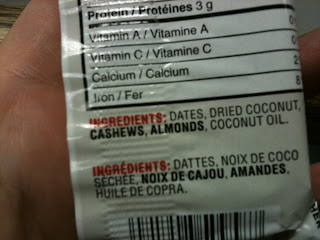 Protein / Protéines 3 g
Vitamin A / Vitamine A
Vitamin C / Vitamine C
Calcium / Calcium
Iron / Fer 8
INGREDIENTS: DATES, DRIED COCONUT,
CASHEWS, ALMONDS, COCONUT OIL.
INGRÉDIENTS: DATTES, NOIX DE COCO
SÉCHÉE, NOIX DE CAJOU, AMANDES,
HUILE DE COPRA.